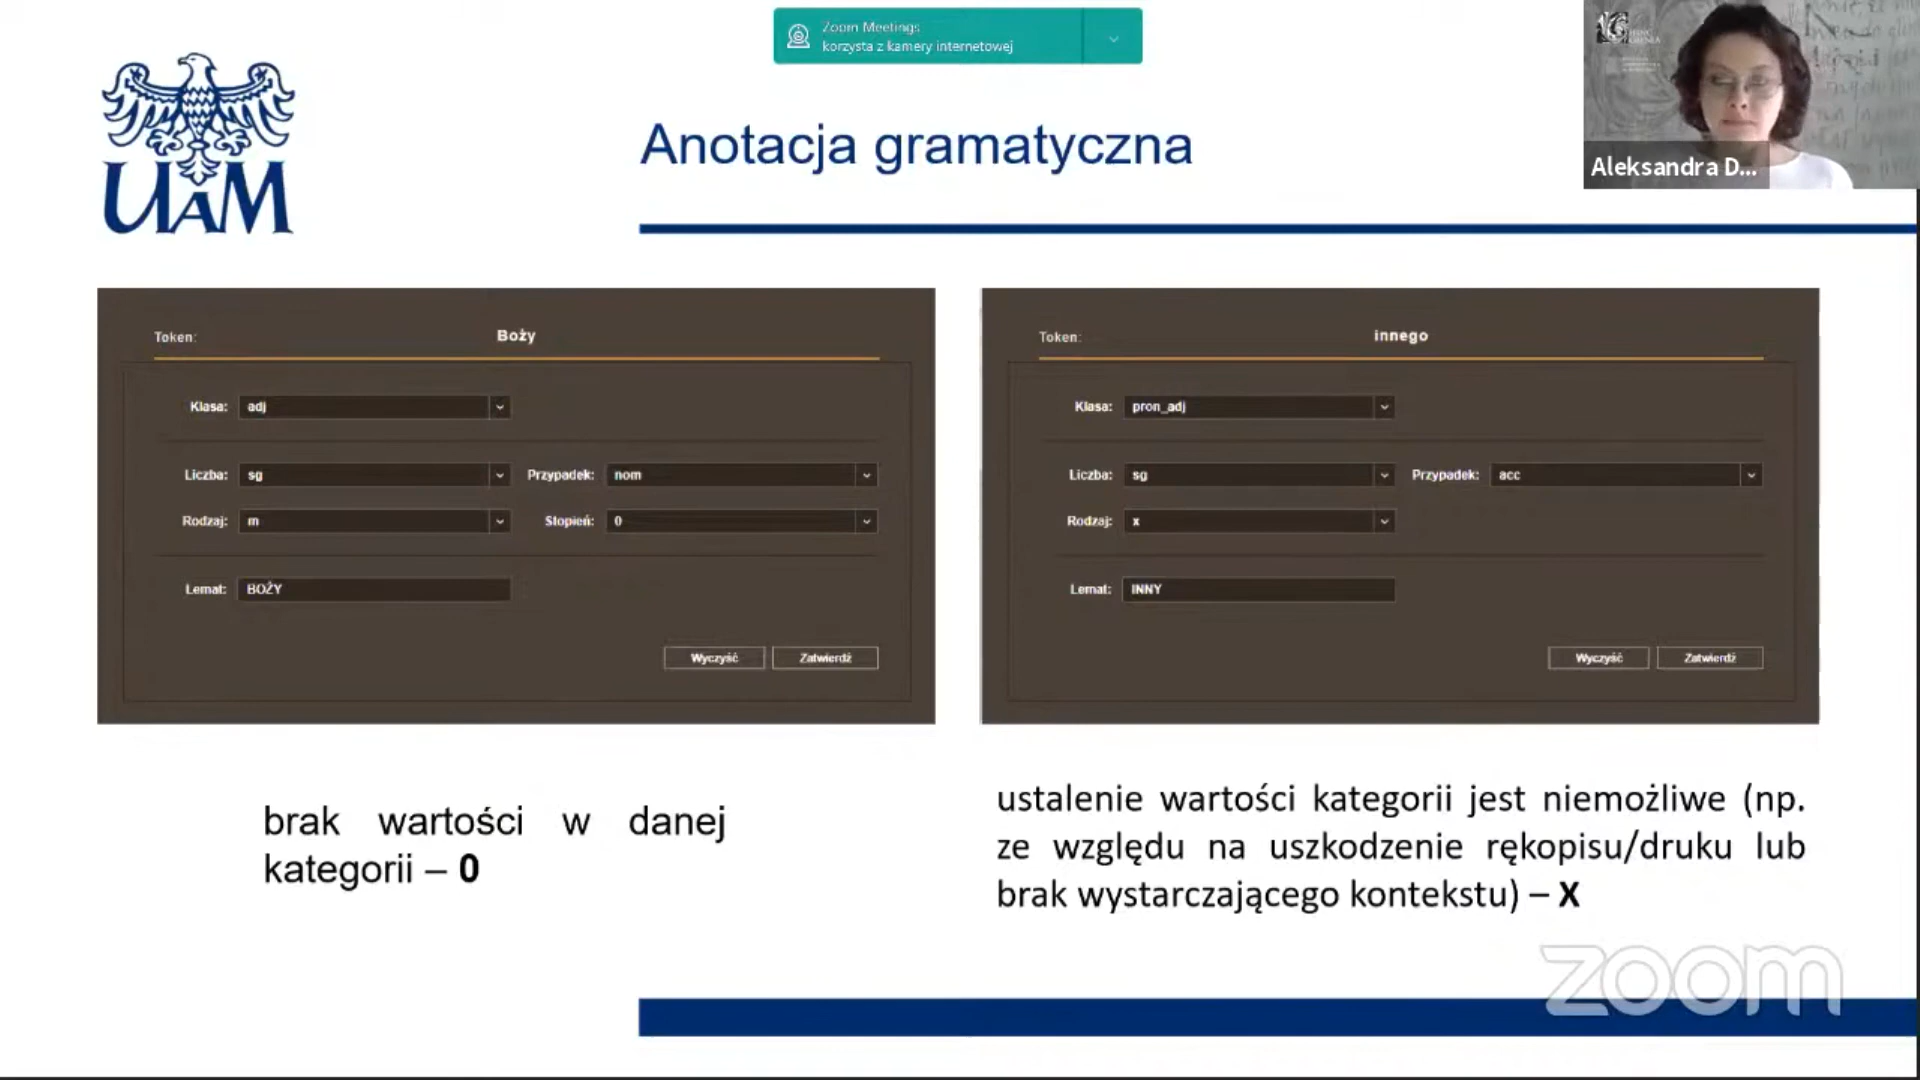 Zoom Meetings
korzysta z kamery internetowej
Aleksandra D...
UAM
Anotacja gramatyczna
Token: Boży
Klasa: adj
Liczba: sg Przypadek: nom
Rodzaj: m Stopień: 0
Lemat: BOŻY
Wyczyść Zatwierdź
Token: innego
Klasa: pron_adj
Liczba: sg Przypadek: acc
Rodzaj: x
Lemat: INNY
Wyczyść Zatwierdź
brak wartości w danej
kategorii – 0
ustalenie wartości kategorii jest niemożliwe (np.
ze względu na uszkodzenie rękopisu/druku lub
brak wystarczającego kontekstu) – X
zoom